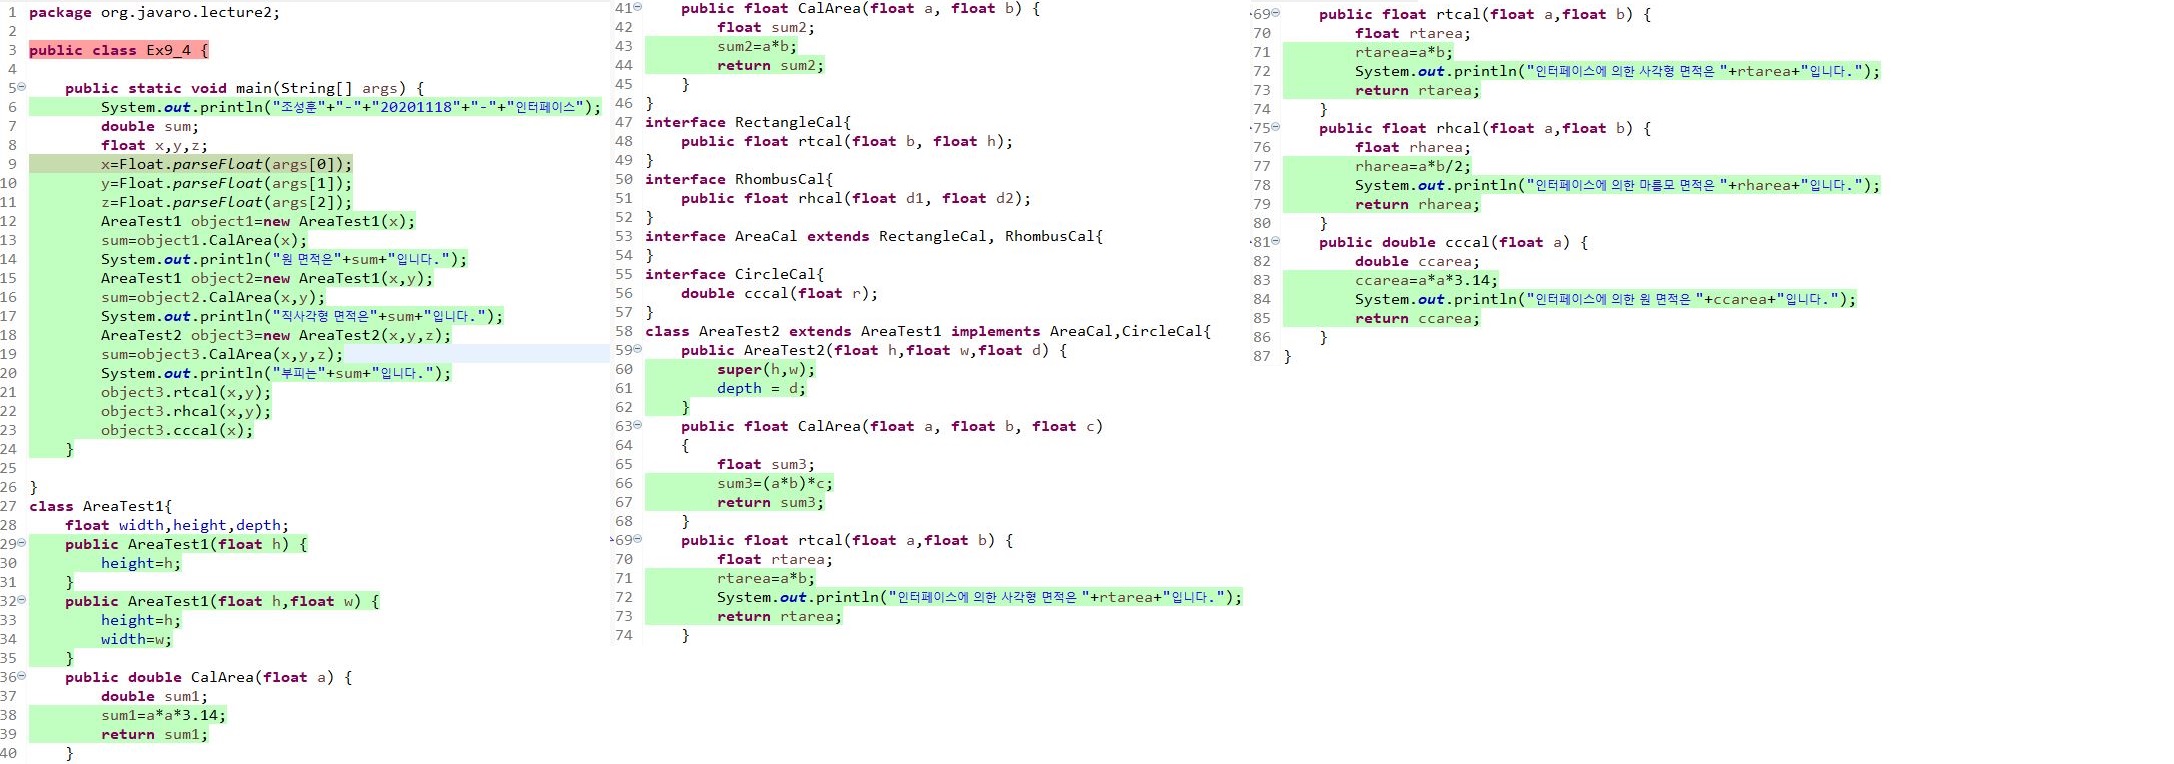 1 package org.javaro.lecture2;
2
3 public class Ex9_4 {
4
5 public static void main(String[] args) {
6 System.out.println("조성훈"+"-"+"20201118"+"-"+"인터페이스");
7 double sum;
8 float x,y,z;
9 x=Float.parseFloat(args[0]);
10 y=Float.parseFloat(args[1]);
11 z=Float.parseFloat(args[2]);
12 AreaTest1 object1=new AreaTest1(x);
13 sum=object1.CalArea(x);
14 System.out.println("원 면적은"+sum+"입니다.");
15 AreaTest1 object2=new AreaTest1(x,y);
16 sum=object2.CalArea(x,y);
17 System.out.println("직사각형 면적은"+sum+"입니다.");
18 AreaTest2 object3=new AreaTest2(x,y,z);
19 sum=object3.CalArea(x,y,z);
20 System.out.println("부피는"+sum+"입니다.");
21 object3.rtcal(x,y);
22 object3.rhcal(x,y);
23 object3.cccal(x);
24 }
25
26 }
27 class AreaTest1{
28 float width,height,depth;
29 public AreaTest1(float h) {
30 height=h;
31 }
32 public AreaTest1(float h,float w) {
33 height=h;
34 width=w;
35 }
36 public double CalArea(float a) {
37 double sum1;
38 sum1=a*a*3.14;
39 return sum1;
40 }
41 public float CalArea(float a, float b) {
42 float sum2;
43 sum2=a*b;
44 return sum2;
45 }
46 }
47 interface RectangleCal{
48 public float rtcal(float b, float h);
49 }
50 interface RhombusCal{
51 public float rhcal(float d1, float d2);
52 }
53 interface AreaCal extends RectangleCal, RhombusCal{
54 }
55 interface CircleCal{
56 double cccal(float r);
57 }
58 class AreaTest2 extends AreaTest1 implements AreaCal,CircleCal{
59 public AreaTest2(float h,float w,float d) {
60 super(h,w);
61 depth = d;
62 }
63 public float CalArea(float a, float b, float c)
64 {
65 float sum3;
66 sum3=(a*b)*c;
67 return sum3;
68 }
69 public float rtcal(float a,float b) {
70 float rtarea;
71 rtarea=a*b;
72 System.out.println("인터페이스에 의한 사각형 면적은 "+rtarea+"입니다.");
73 return rtarea;
74 }
69 public float rtcal(float a,float b) {
70 float rtarea;
71 rtarea=a*b;
72 System.out.println("인터페이스에 의한 사각형 면적은 "+rtarea+"입니다.");
73 return rtarea;
74 }
75 public float rhcal(float a,float b) {
76 float rharea;
77 rharea=a*b/2;
78 System.out.println("인터페이스에 의한 마름모 면적은 "+rharea+"입니다.");
79 return rharea;
80 }
81 public double cccal(float a) {
82 double ccarea;
83 ccarea=a*a*3.14;
84 System.out.println("인터페이스에 의한 원 면적은 "+ccarea+"입니다.");
85 return ccarea;
86 }
87 }